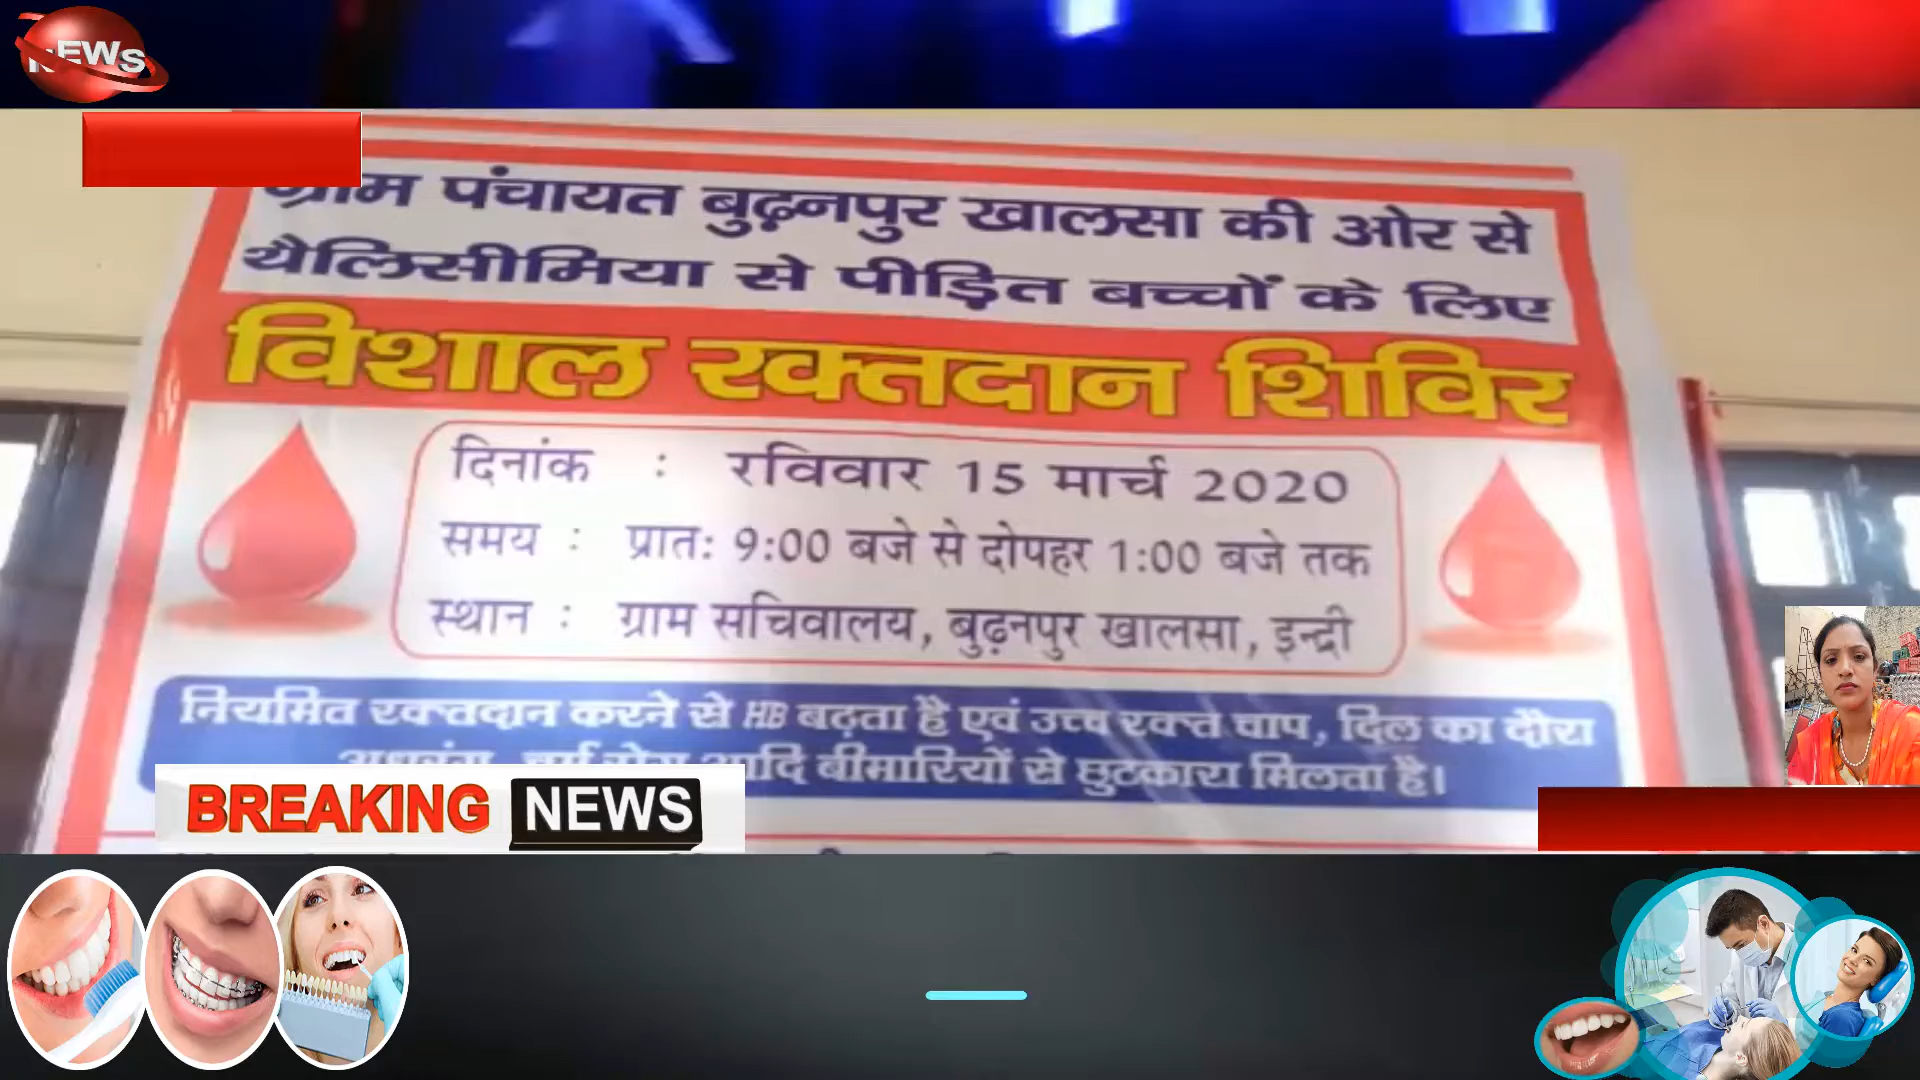 NEWS
ग्राम पंचायत बुढ़नपुर खालसा की ओर से
थैलिसीमिया से पीड़ित बच्चों के लिए
विशाल रक्तदान शिविर
दिनांक : रविवार 15 मार्च 2020
समय : प्रातः 9:00 बजे से दोपहर 1:00 बजे तक
स्थान : ग्राम सचिवालय, बुढ़नपुर खालसा, इन्द्री
नियमित रक्तदान करने से HB बढ़ता है एवं उच्च रक्त चाप, दिल का दौरा
आदि बीमारियों से छुटकारा मिलता है।
BREAKING NEWS